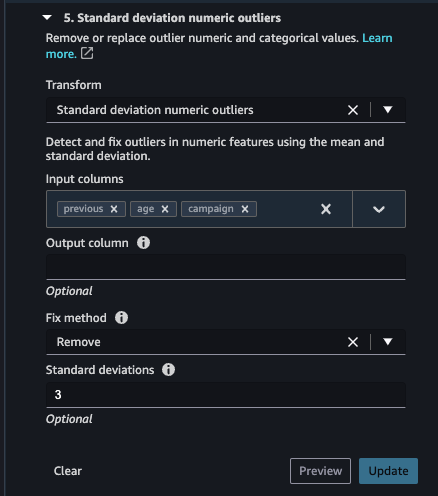 5. Standard deviation numeric outliers
Remove or replace outlier numeric and categorical values. Learn
more.
Transform
Standard deviation numeric outliers
Detect and fix outliers in numeric features using the mean and
standard deviation.
Input columns
previous age campaign
Output column
Optional
Fix method
Remove
Standard deviations
3
Optional
Clear Preview Update